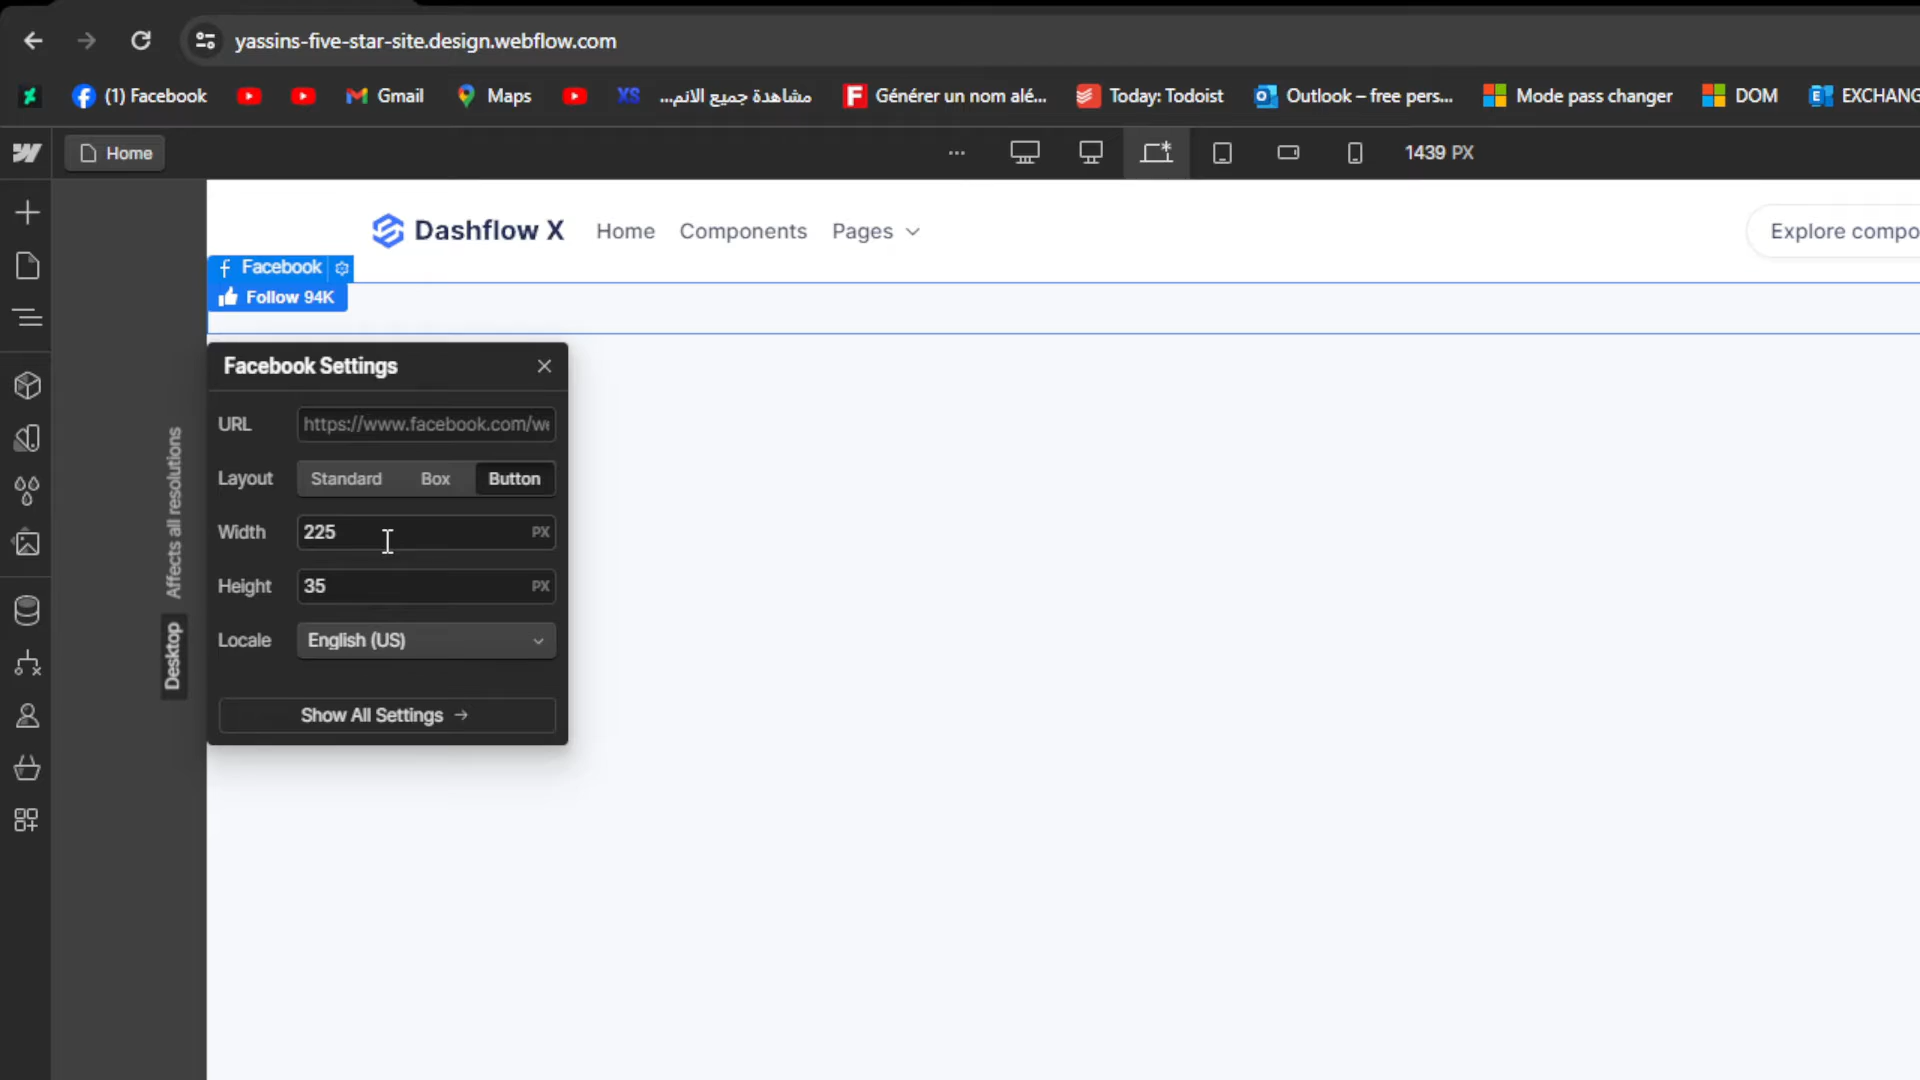 yassins-five-star-site.design.webflow.com
(1) Facebook
Gmail
Maps
XS
مشاهدة جميع الانم...
Générer un nom alé...
Today: Todoist
Outlook – free pers...
Mode pass changer
DOM
EXCHANG
Home
...
1439 PX
Dashflow X
Home
Components
Pages
Explore compo
Facebook
Follow 94K
Facebook Settings
URL
https://www.facebook.com/we
Layout
Standard
Box
Button
Width
225
PX
Height
35
PX
Locale
English (US)
Show All Settings →
Affects all resolutions
Desktop